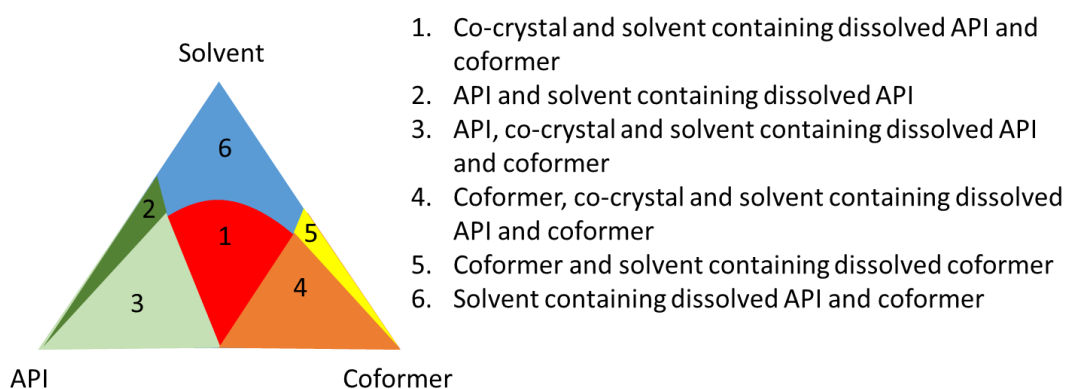 Solvent
6
2
1
5
3
4
API
Coformer
1. Co-crystal and solvent containing dissolved API and
coformer
2. API and solvent containing dissolved API
3. API, co-crystal and solvent containing dissolved API
and coformer
4. Coformer, co-crystal and solvent containing dissolved
API and coformer
5. Coformer and solvent containing dissolved coformer
6. Solvent containing dissolved API and coformer